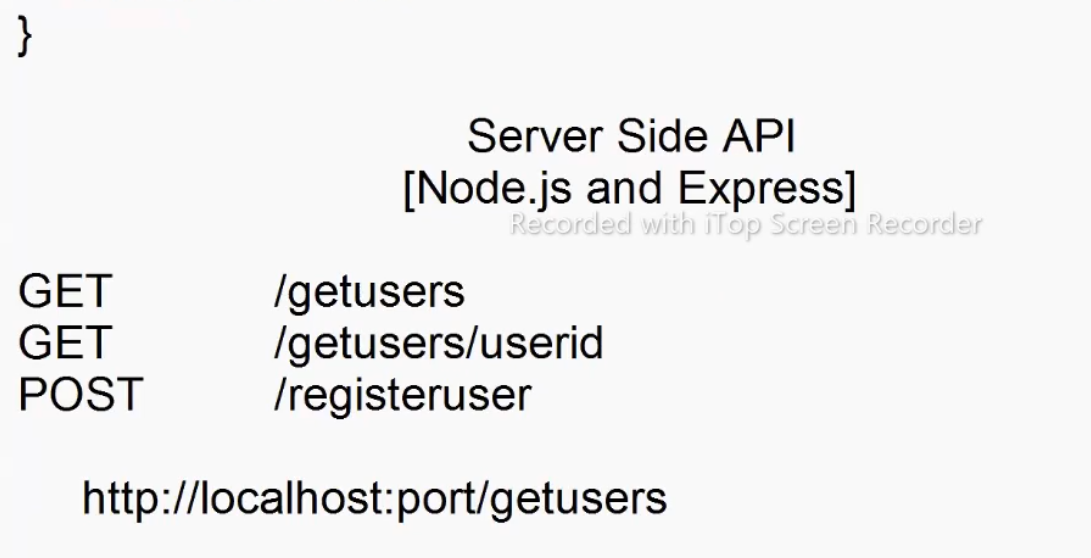 }
Server Side API
[Node.js and Express]
Recorded with iTop Screen Recorder
GET /getusers
GET /getusers/userid
POST /registeruser
http://localhost:port/getusers